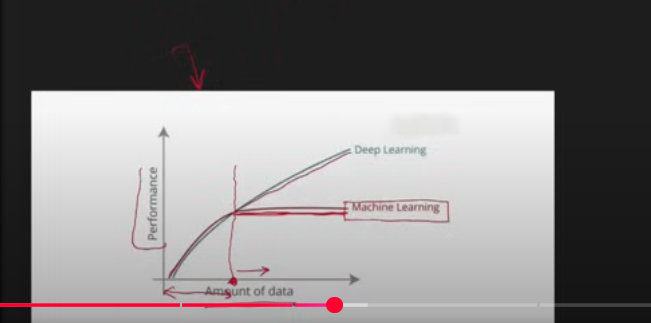 Deep Learning
Performance
Machine Learning
Amount of data